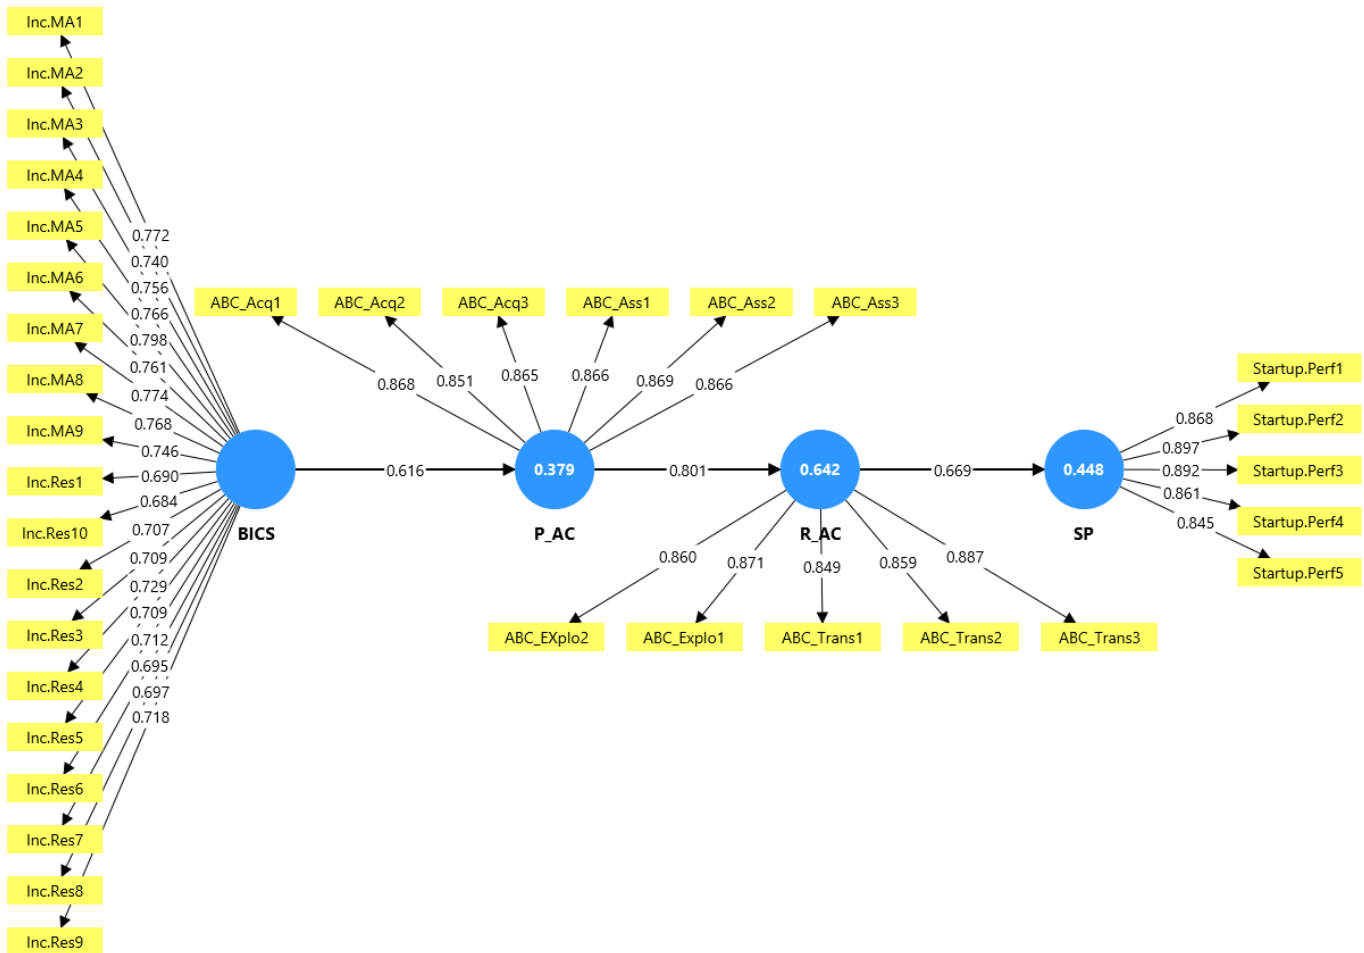 Inc.MA1
Inc.MA2
Inc.MA3
Inc.MA4
Inc.MA5
Inc.MA6
Inc.MA7
Inc.MA8
Inc.MA9
Inc.Res1
Inc.Res10
Inc.Res2
Inc.Res3
Inc.Res4
Inc.Res5
Inc.Res6
Inc.Res7
Inc.Res8
Inc.Res9
0.772
0.740
0.756
0.766
0.798
0.761
0.774
0.768
0.746
0.690
0.684
0.707
0.709
0.729
0.709
0.712
0.695
0.697
0.718
BICS
0.616
ABC_Acq1
ABC_Acq2
ABC_Acq3
ABC_Ass1
ABC_Ass2
ABC_Ass3
0.868
0.851
0.865
0.866
0.869
0.866
0.379
P_AC
0.801
0.642
R_AC
0.860
0.871
0.849
0.859
0.887
ABC_EXplo2
ABC_Explo1
ABC_Trans1
ABC_Trans2
ABC_Trans3
0.669
0.448
SP
0.868
0.897
0.892
0.861
0.845
Startup.Perf1
Startup.Perf2
Startup.Perf3
Startup.Perf4
Startup.Perf5